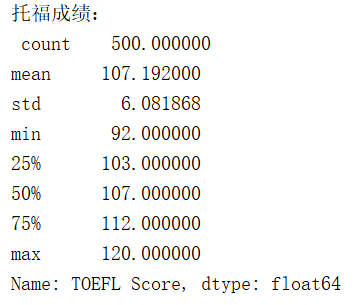 托福成绩：
count    500.000000
mean     107.192000
std        6.081868
min       92.000000
25%      103.000000
50%      107.000000
75%      112.000000
max      120.000000
Name: TOEFL Score, dtype: float64